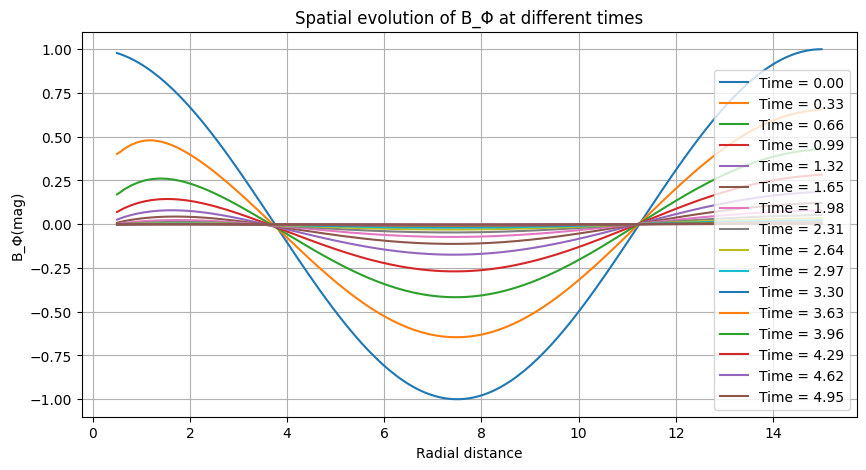 Spatial evolution of B_Φ at different times
1.00
0.75
0.50
0.25
0.00
−0.25
−0.50
−0.75
−1.00
B_Φ(mag)
Time = 0.00
Time = 0.33
Time = 0.66
Time = 0.99
Time = 1.32
Time = 1.65
Time = 1.98
Time = 2.31
Time = 2.64
Time = 2.97
Time = 3.30
Time = 3.63
Time = 3.96
Time = 4.29
Time = 4.62
Time = 4.95
0 2 4 6 8 10 12 14
Radial distance